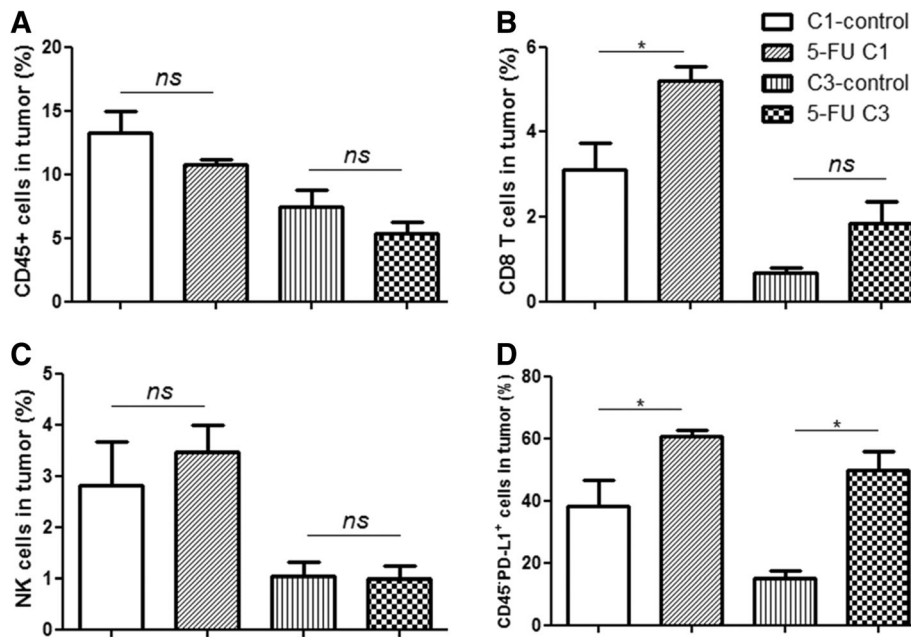 A
CD45+ cells in tumor (%)
20
15
10
5
0
ns
ns
B
CD8 T cells in tumor (%)
6
4
2
0
*
ns
C1-control
5-FU C1
C3-control
5-FU C3
C
NK cells in tumor (%)
5
4
3
2
1
0
ns
ns
D
CD45⁻PD-L1⁺ cells in tumor (%)
80
60
40
20
0
*
*